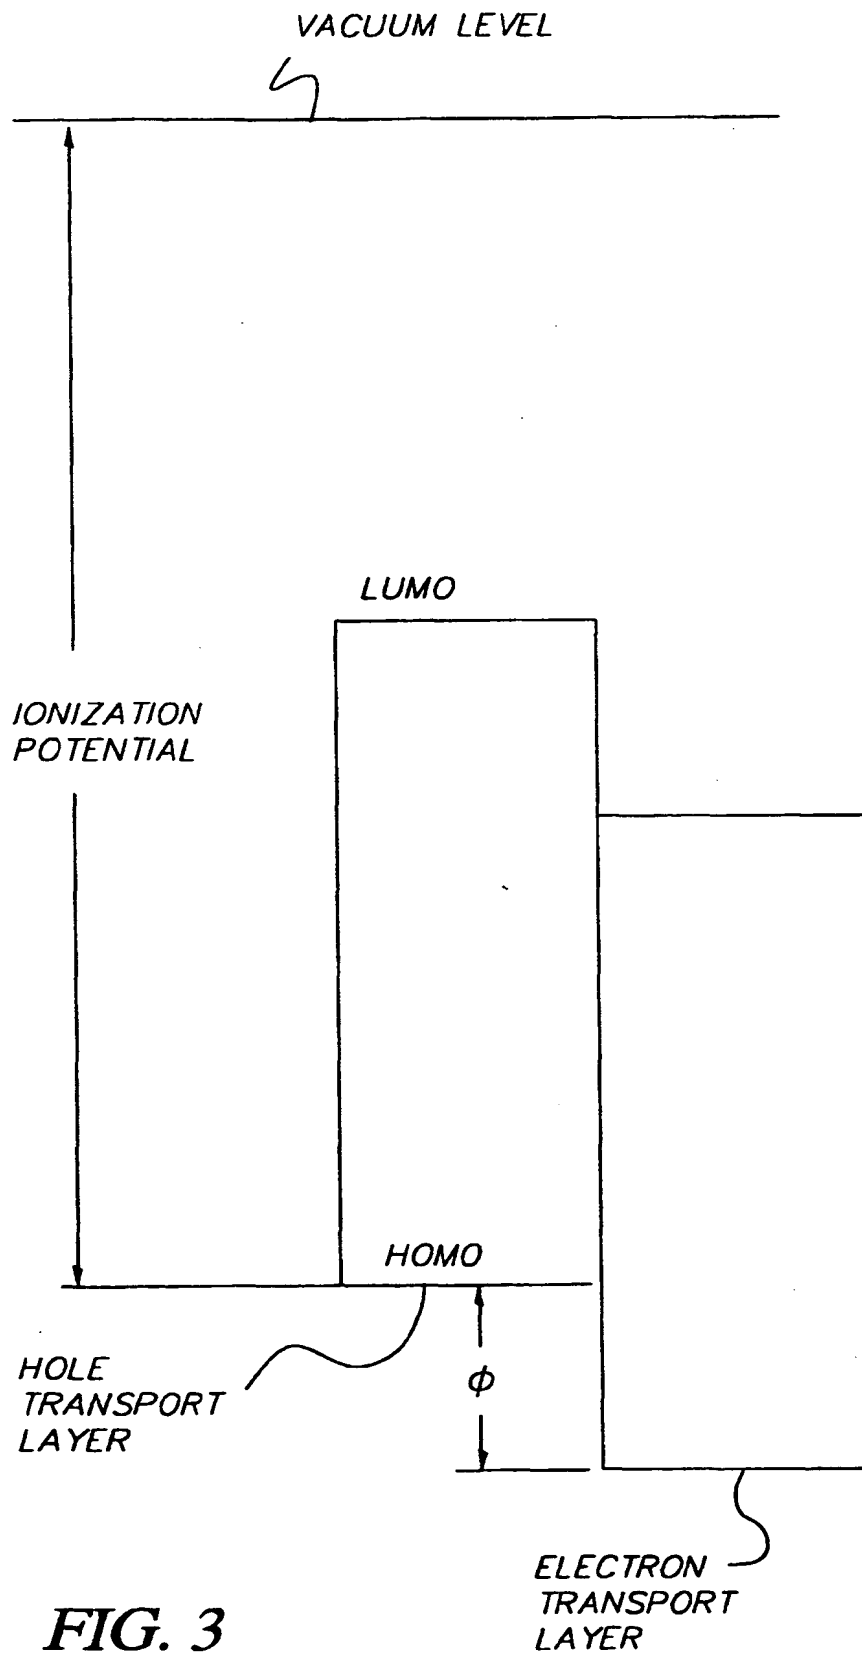 VACUUM LEVEL
LUMO
IONIZATION
POTENTIAL
HOMO
HOLE
TRANSPORT
LAYER
ϕ
ELECTRON
TRANSPORT
LAYER
FIG. 3